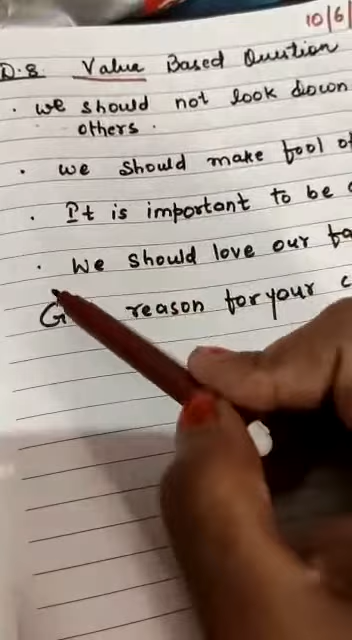 10/6/
Q.8 Value Based Question
· we should not look down
others.
· we should make fool of
· It is important to be
· We should love our fa
reason for your c